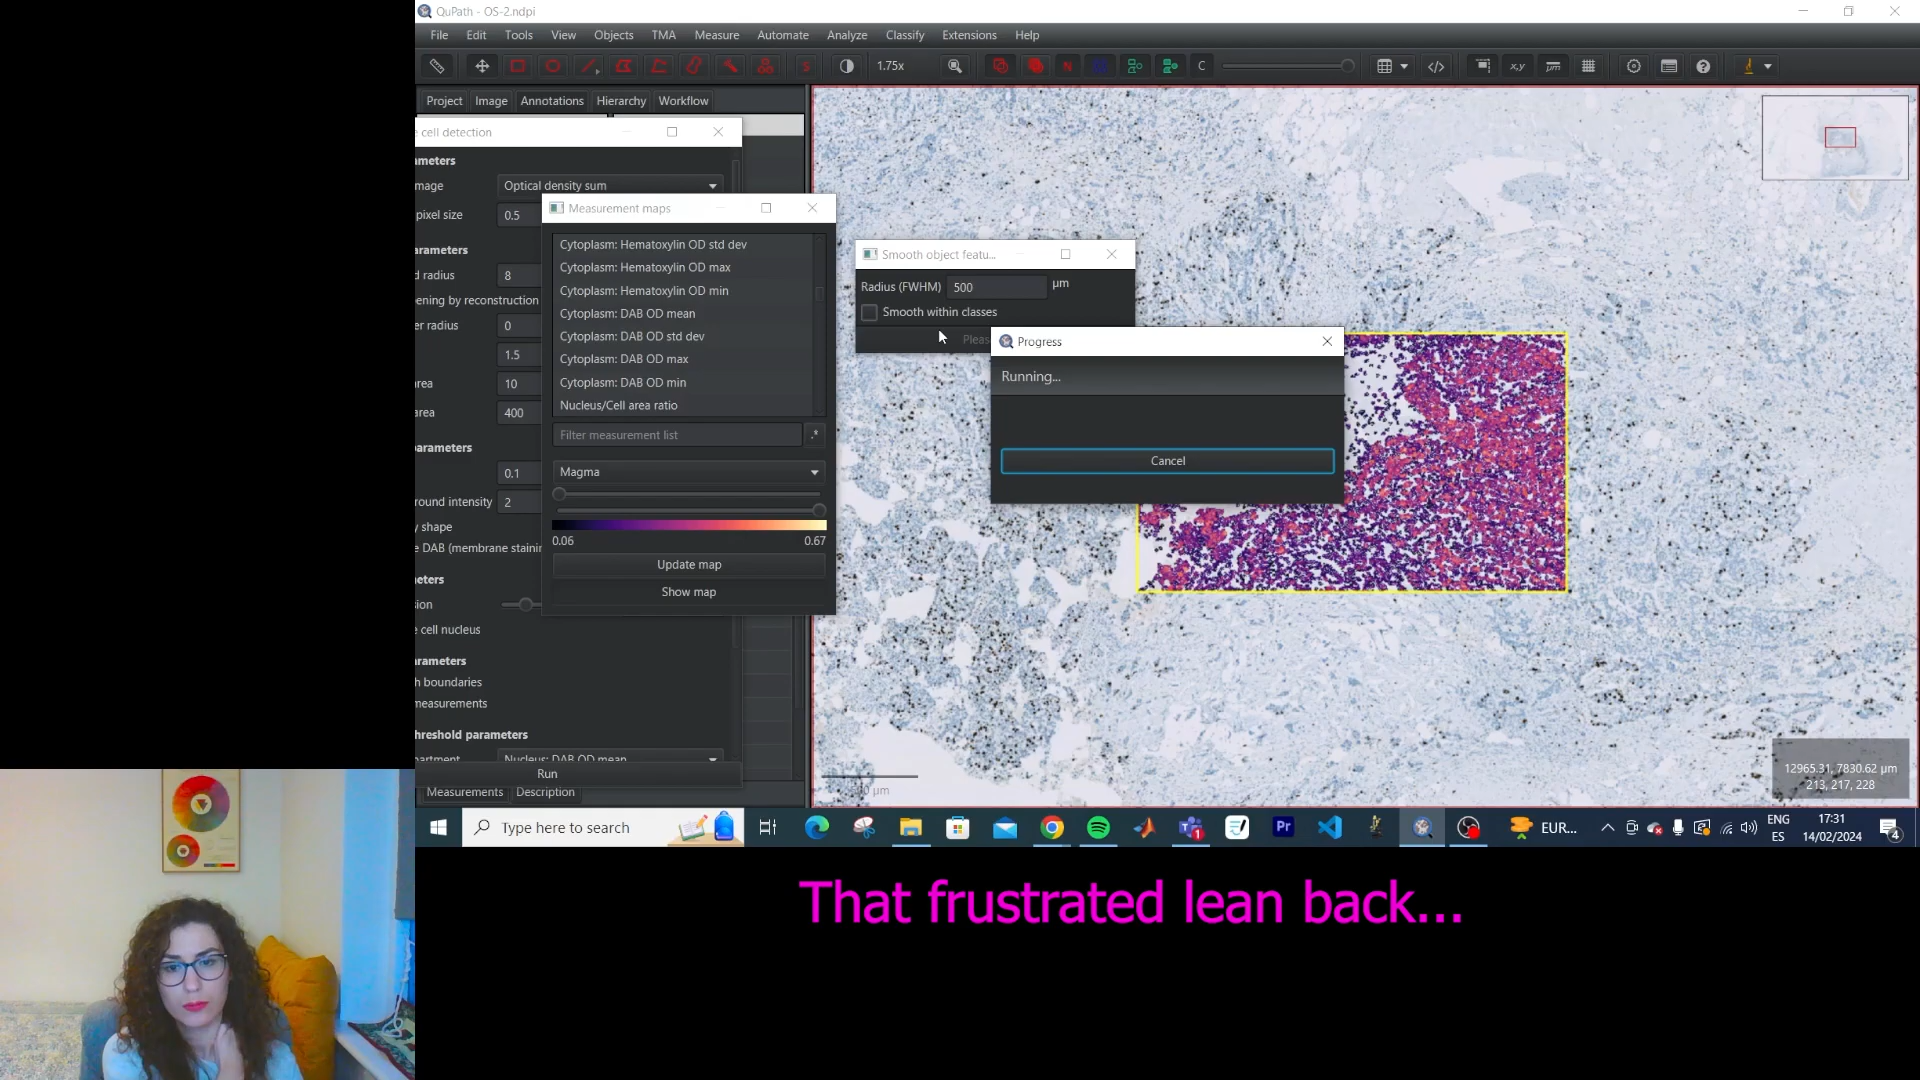 QuPath - OS-2.ndpi
File Edit Tools View Objects TMA Measure Automate Analyze Classify Extensions Help
1.75x
N
S
C
x,y
Project Image Annotations Hierarchy Workflow
e cell detection
ameters
mage Optical density sum
pixel size 0.5
arameters
d radius 8
ening by reconstruction
er radius 0
1.5
rea 10
area 400
arameters
0.1
round intensity 2
y shape
e DAB (membrane staini
eters
sion
e cell nucleus
arameters
h boundaries
measurements
hreshold parameters
partment Nucleus: DAB OD mean
Run
Measurements Description
Measurement maps
Cytoplasm: Hematoxylin OD std dev
Cytoplasm: Hematoxylin OD max
Cytoplasm: Hematoxylin OD min
Cytoplasm: DAB OD mean
Cytoplasm: DAB OD std dev
Cytoplasm: DAB OD max
Cytoplasm: DAB OD min
Nucleus/Cell area ratio
Filter measurement list .*
Magma
0.06 0.67
Update map
Show map
Smooth object featu...
Radius (FWHM) 500 µm
Smooth within classes
Pleas
Progress
Running...
Cancel
12965.31, 7830.62 µm
213, 217, 228
Type here to search
EUR...
ENG
ES
17:31
14/02/2024
4
That frustrated lean back...